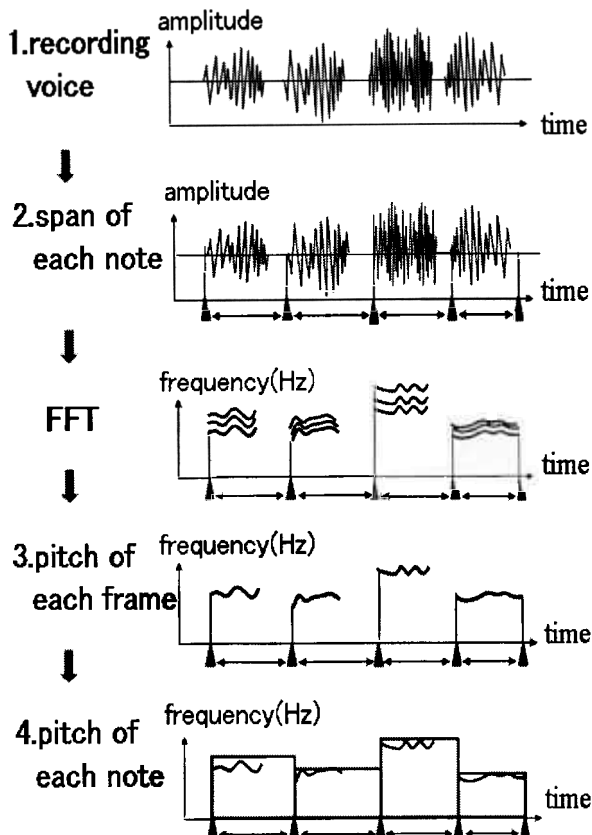 amplitude
1.recording
voice
time
amplitude
2.span of
each note
time
frequency(Hz)
FFT
time
frequency(Hz)
3.pitch of
each frame
time
frequency(Hz)
4.pitch of
each note
time